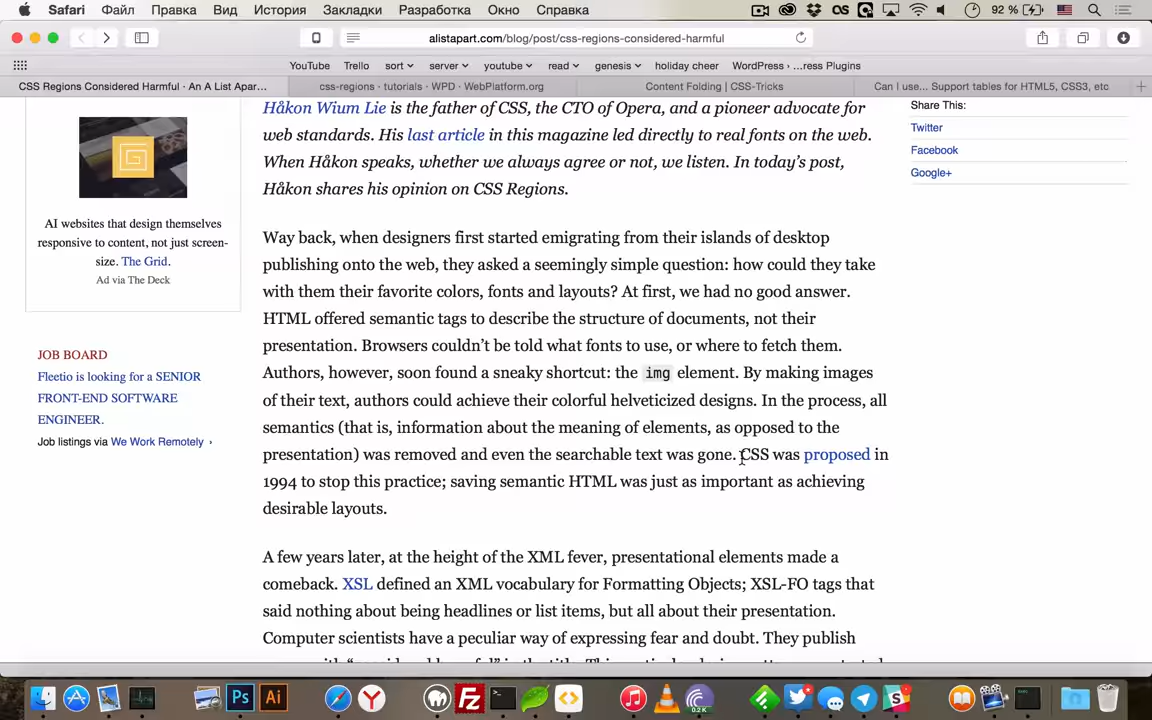 Safari Файл Правка Вид История Закладки Разработка Окно Справка 92 %
alistapart.com/blog/post/css-regions-considered-harmful
YouTube Trello sort server youtube read genesis holiday cheer WordPress › ...ress Plugins
CSS Regions Considered Harmful · An A List Apar... css-regions · tutorials · WPD · WebPlatform.org Content Folding | CSS-Tricks Can I use... Support tables for HTML5, CSS3, etc
Håkon Wium Lie is the father of CSS, the CTO of Opera, and a pioneer advocate for
web standards. His last article in this magazine led directly to real fonts on the web.
When Håkon speaks, whether we always agree or not, we listen. In today’s post,
Håkon shares his opinion on CSS Regions.
Way back, when designers first started emigrating from their islands of desktop
publishing onto the web, they asked a seemingly simple question: how could they take
with them their favorite colors, fonts and layouts? At first, we had no good answer.
HTML offered semantic tags to describe the structure of documents, not their
presentation. Browsers couldn’t be told what fonts to use, or where to fetch them.
Authors, however, soon found a sneaky shortcut: the img element. By making images
of their text, authors could achieve their colorful helveticized designs. In the process, all
semantics (that is, information about the meaning of elements, as opposed to the
presentation) was removed and even the searchable text was gone. CSS was proposed in
1994 to stop this practice; saving semantic HTML was just as important as achieving
desirable layouts.
A few years later, at the height of the XML fever, presentational elements made a
comeback. XSL defined an XML vocabulary for Formatting Objects; XSL-FO tags that
said nothing about being headlines or list items, but all about their presentation.
Computer scientists have a peculiar way of expressing fear and doubt. They publish
AI websites that design themselves
responsive to content, not just screen-
size. The Grid.
Ad via The Deck
JOB BOARD
Fleetio is looking for a SENIOR
FRONT-END SOFTWARE
ENGINEER.
Job listings via We Work Remotely ›
Share This:
Twitter
Facebook
Google+
Ps Ai